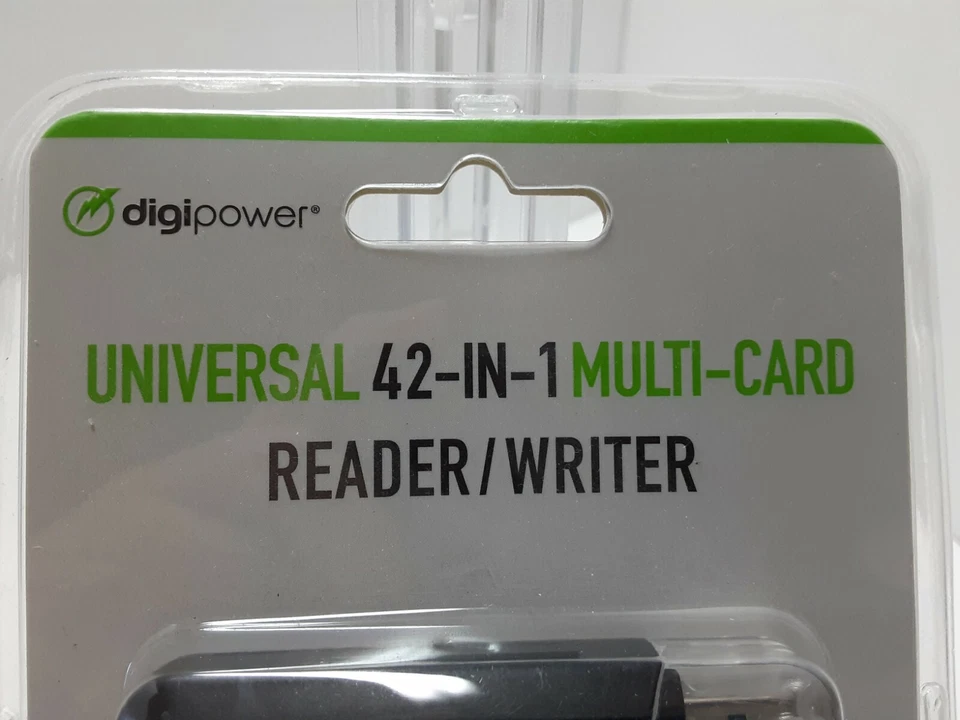 digipower®
UNIVERSAL 42-IN-1 MULTI-CARD
READER/WRITER